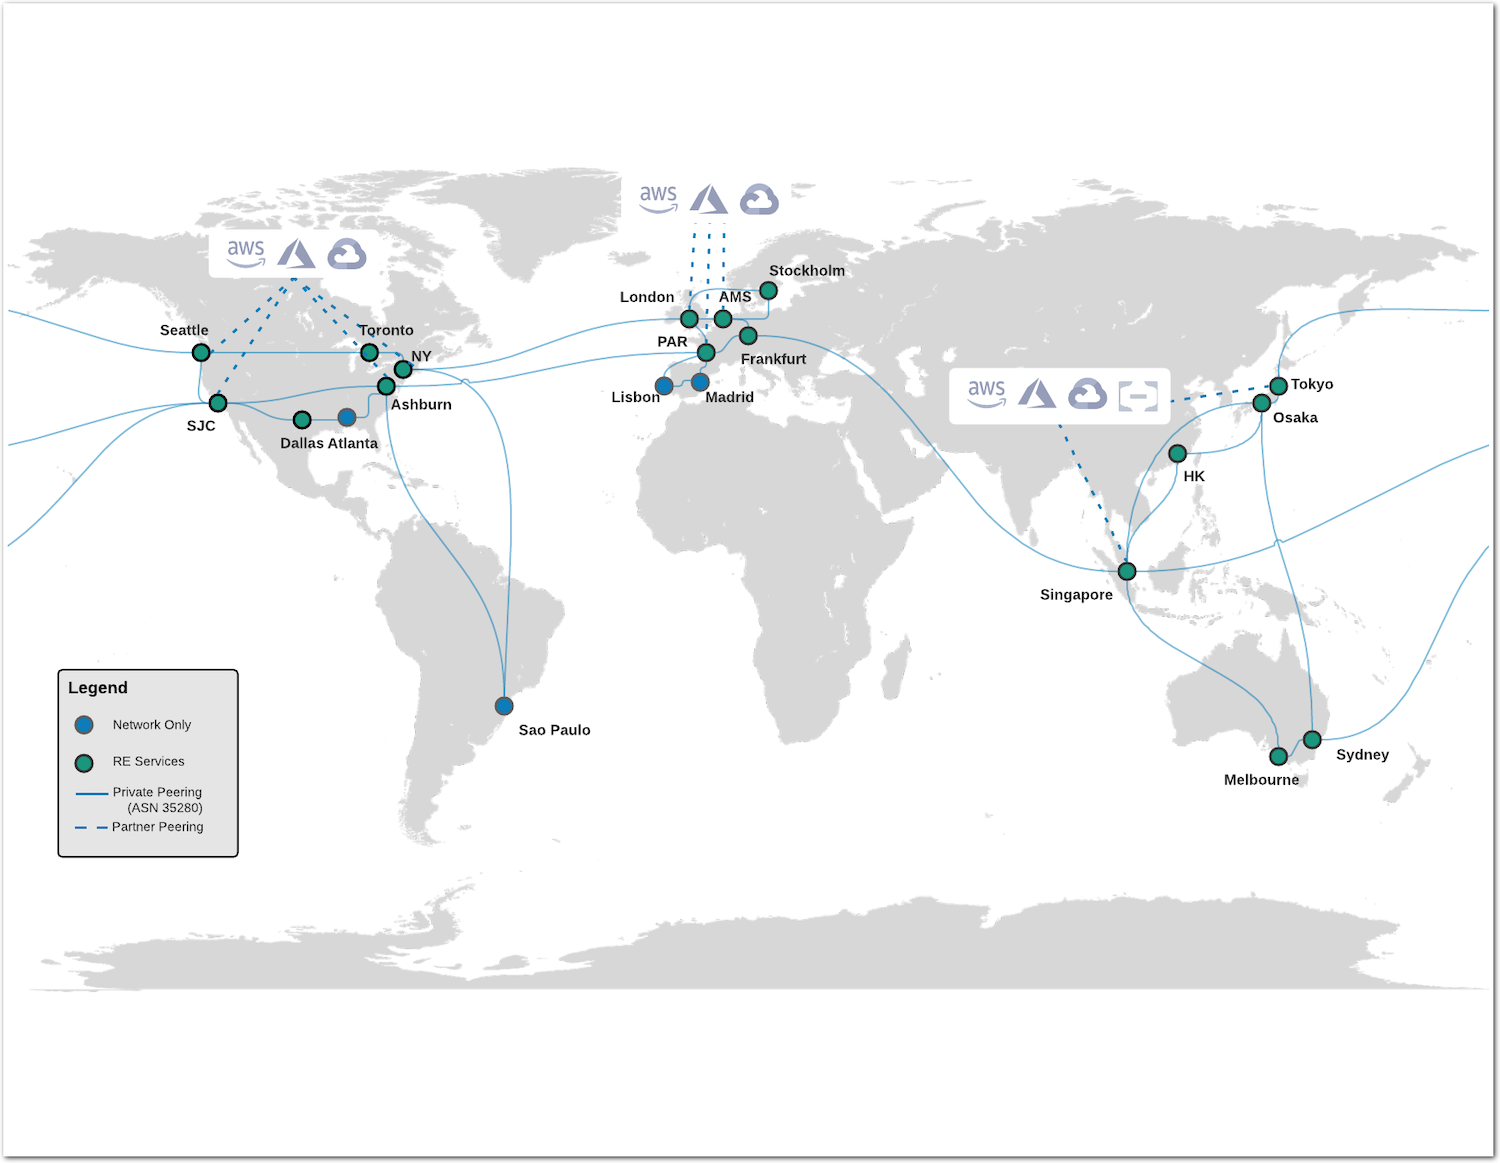 aws
aws
Stockholm
London
AMS
Seattle
Toronto
NY
PAR
Frankfurt
Lisbon
Madrid
Ashburn
SJC
Dallas Atlanta
aws
Tokyo
Osaka
HK
Singapore
Sao Paulo
Sydney
Melbourne
Legend
Network Only
RE Services
Private Peering
(ASN 35280)
Partner Peering